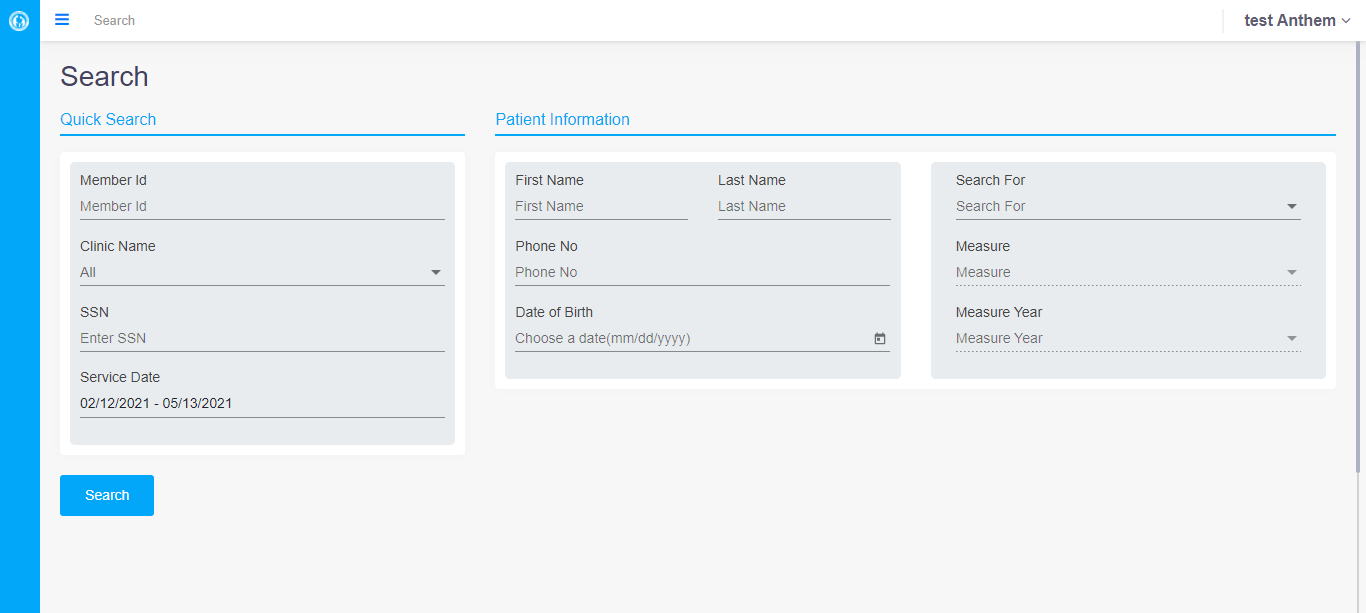 Search
test Anthem
Search
Quick Search
Member Id
Member Id
Clinic Name
All
SSN
Enter SSN
Service Date
02/12/2021 - 05/13/2021
Search
Patient Information
First Name Last Name
First Name Last Name
Phone No
Phone No
Date of Birth
Choose a date(mm/dd/yyyy)
Search For
Search For
Measure
Measure
Measure Year
Measure Year